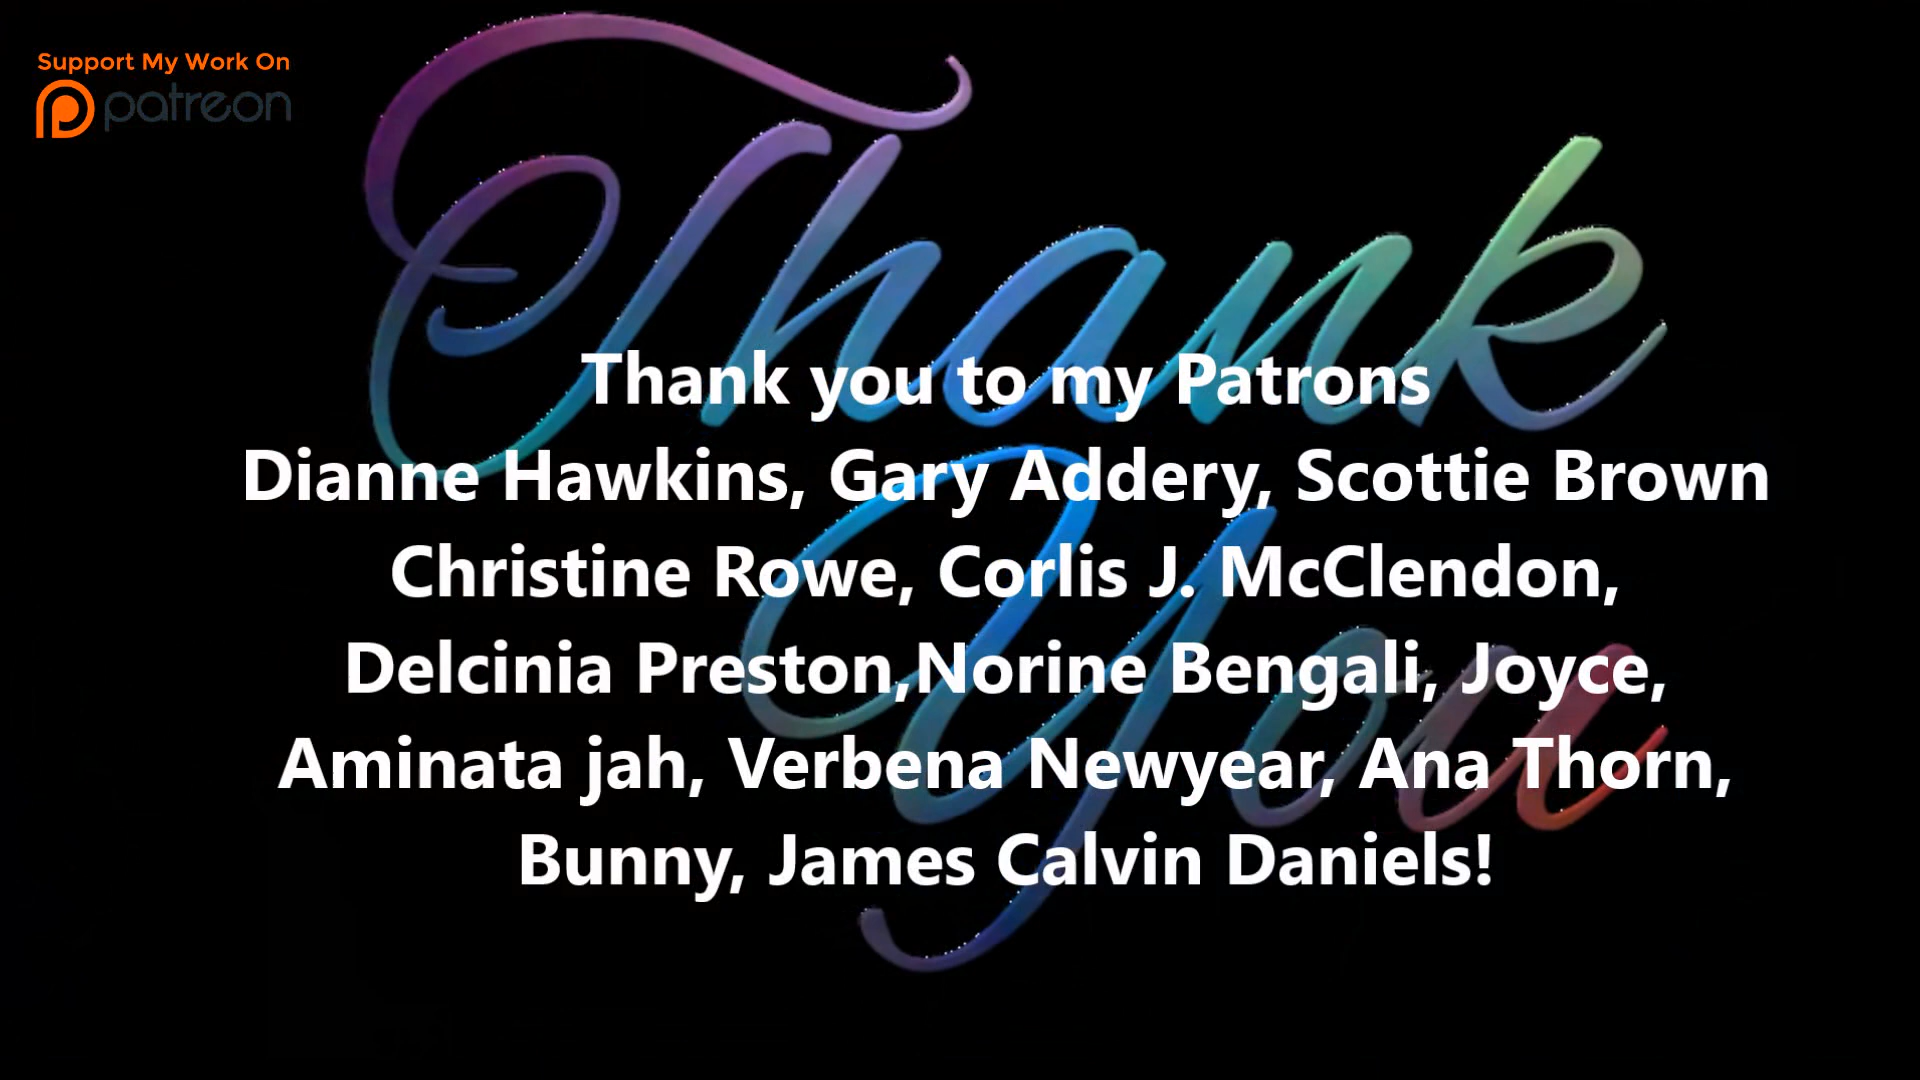 Support My Work On
patreon
Thank
You
Thank you to my Patrons
Dianne Hawkins, Gary Addery, Scottie Brown
Christine Rowe, Corlis J. McClendon,
Delcinia Preston,Norine Bengali, Joyce,
Aminata jah, Verbena Newyear, Ana Thorn,
Bunny, James Calvin Daniels!